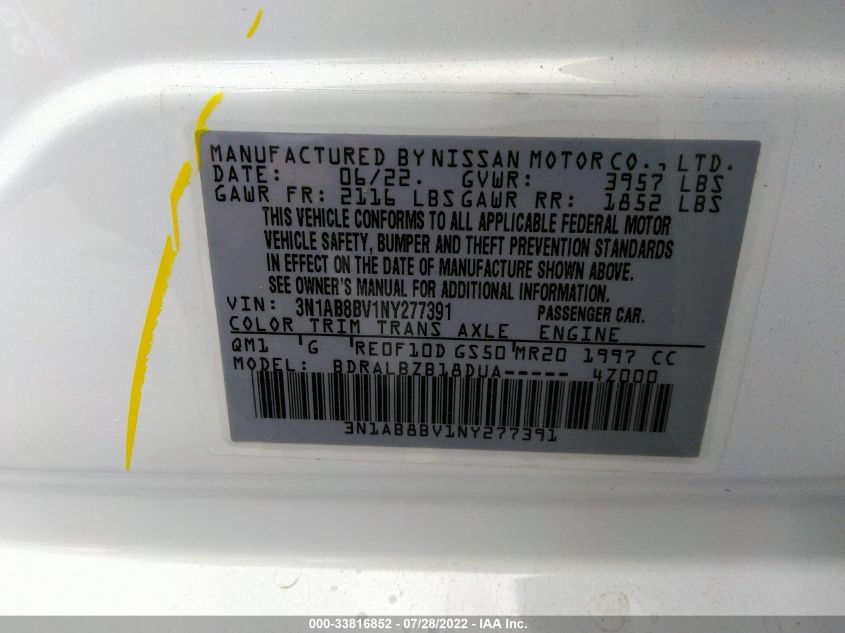 MANUFACTURED BY NISSAN MOTOR CO., LTD.
DATE: 06/22. GVWR: 3957 LBS
GAWR FR: 2116 LBS GAWR RR: 1852 LBS
THIS VEHICLE CONFORMS TO ALL APPLICABLE FEDERAL MOTOR
VEHICLE SAFETY, BUMPER AND THEFT PREVENTION STANDARDS
IN EFFECT ON THE DATE OF MANUFACTURE SHOWN ABOVE.
SEE OWNER'S MANUAL FOR ADDITIONAL INFORMATION.
VIN: 3N1AB8BV1NY277391 PASSENGER CAR.
COLOR TRIM TRANS AXLE ENGINE
QM1 G RE0F10D GS50 MR20 1997 CC
MODEL: BDRALBZB18DUA----- 4Z000
3N1AB8BV1NY277391
000-33816852 - 07/28/2022 - IAA Inc.